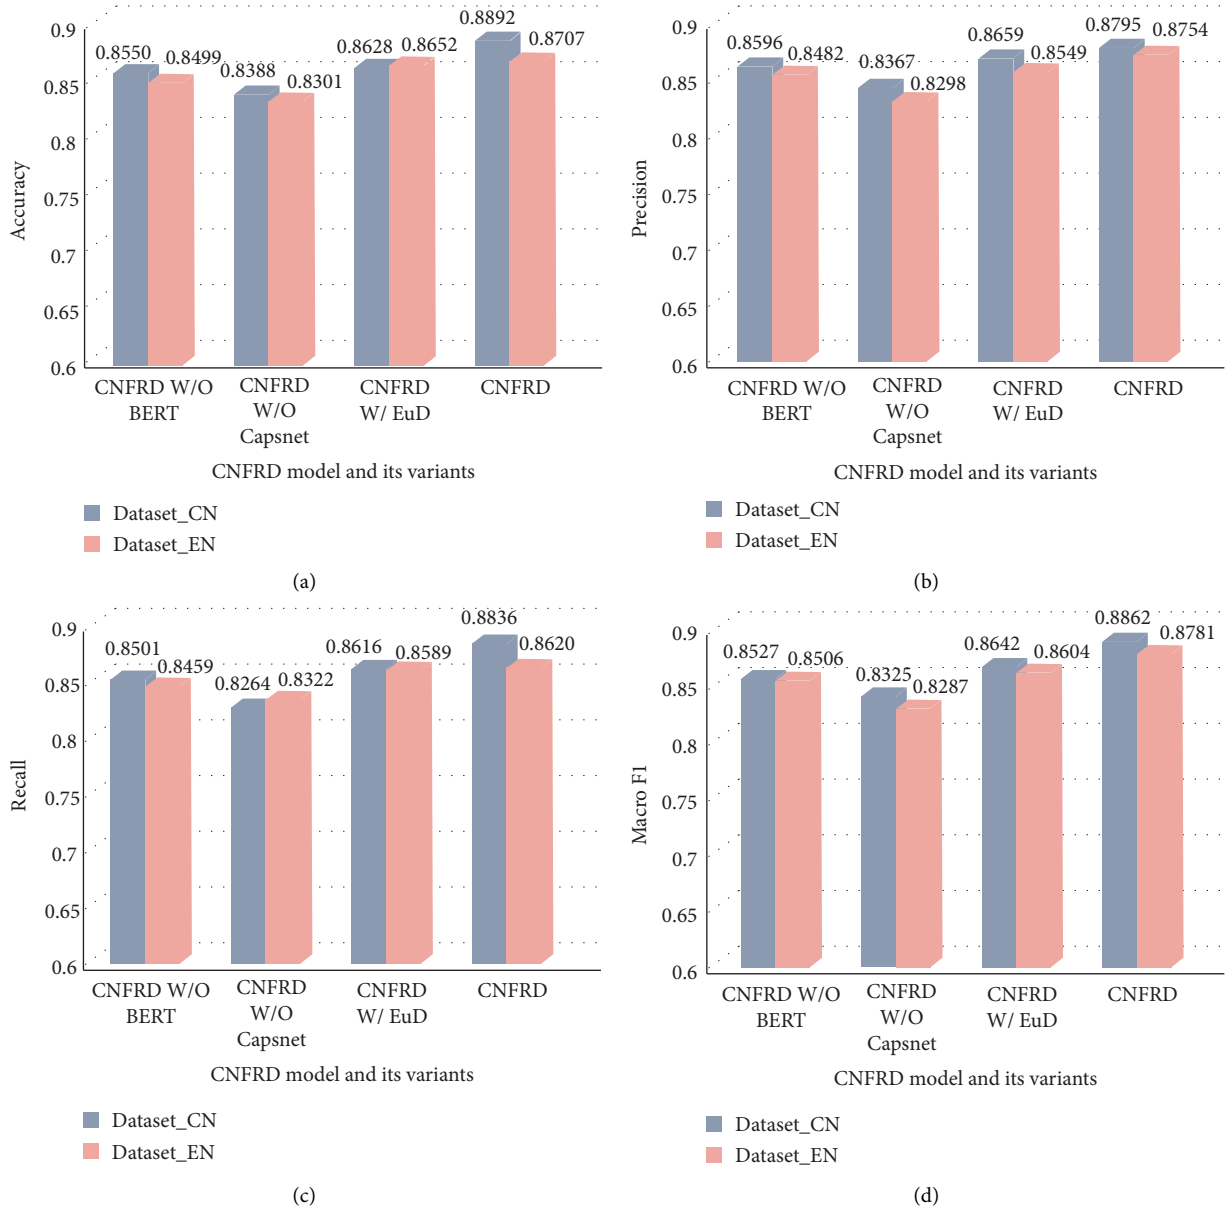 0.9
0.85
0.8
0.75
0.7
0.65
0.6
Accuracy
0.8550
0.8499
0.8388
0.8301
0.8628
0.8652
0.8892
0.8707
CNFRD W/O
BERT
CNFRD
W/O
Capsnet
CNFRD
W/ EuD
CNFRD
CNFRD model and its variants
Dataset_CN
Dataset_EN
(a)
0.9
0.85
0.8
0.75
0.7
0.65
0.6
Precision
0.8596
0.8482
0.8367
0.8298
0.8659
0.8549
0.8795
0.8754
CNFRD W/O
BERT
CNFRD
W/O
Capsnet
CNFRD
W/ EuD
CNFRD
CNFRD model and its variants
Dataset_CN
Dataset_EN
(b)
0.9
0.85
0.8
0.75
0.7
0.65
0.6
Recall
0.8501
0.8459
0.8264
0.8322
0.8616
0.8589
0.8836
0.8620
CNFRD W/O
BERT
CNFRD
W/O
Capsnet
CNFRD
W/ EuD
CNFRD
CNFRD model and its variants
Dataset_CN
Dataset_EN
(c)
0.9
0.85
0.8
0.75
0.7
0.65
0.6
Macro F1
0.8527
0.8506
0.8325
0.8287
0.8642
0.8604
0.8862
0.8781
CNFRD W/O
BERT
CNFRD
W/O
Capsnet
CNFRD
W/ EuD
CNFRD
CNFRD model and its variants
Dataset_CN
Dataset_EN
(d)